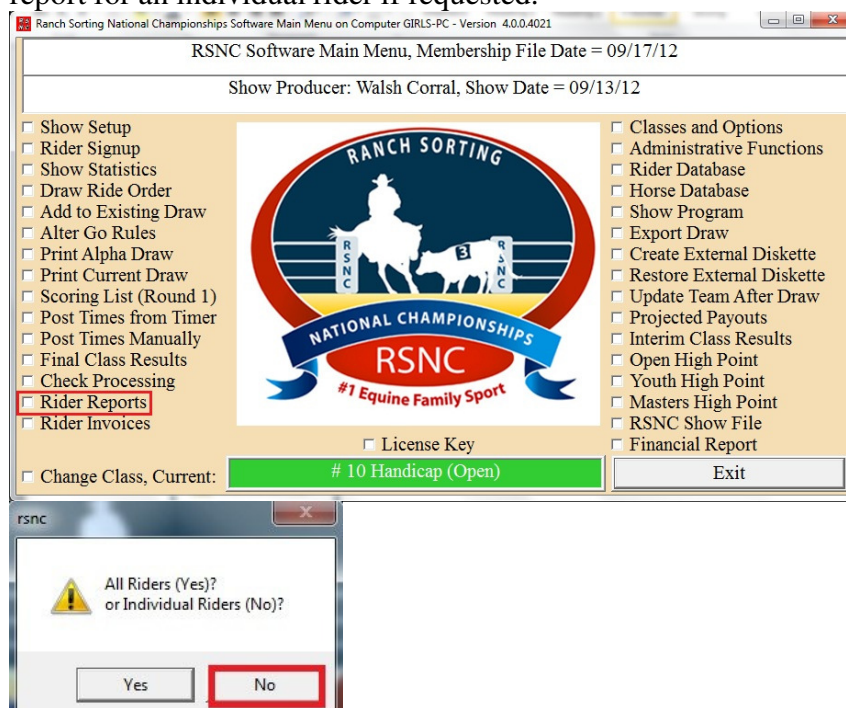 report for an individual rider if requested.
Ranch Sorting National Championships Software Main Menu on Computer GIRLS-PC - Version 4.0.0.4021
RSNC Software Main Menu, Membership File Date = 09/17/12
Show Producer: Walsh Corral, Show Date = 09/13/12
Show Setup
Rider Signup
Show Statistics
Draw Ride Order
Add to Existing Draw
Alter Go Rules
Print Alpha Draw
Print Current Draw
Scoring List (Round 1)
Post Times from Timer
Post Times Manually
Final Class Results
Check Processing
Rider Reports
Rider Invoices
Change Class, Current:
RANCH SORTING
RSNC
3
RSNC
NATIONAL CHAMPIONSHIPS
RSNC
#1 Equine Family Sport
License Key
# 10 Handicap (Open)
Classes and Options
Administrative Functions
Rider Database
Horse Database
Show Program
Export Draw
Create External Diskette
Restore External Diskette
Update Team After Draw
Projected Payouts
Interim Class Results
Open High Point
Youth High Point
Masters High Point
RSNC Show File
Financial Report
Exit
rsnc
All Riders (Yes)?
or Individual Riders (No)?
Yes No